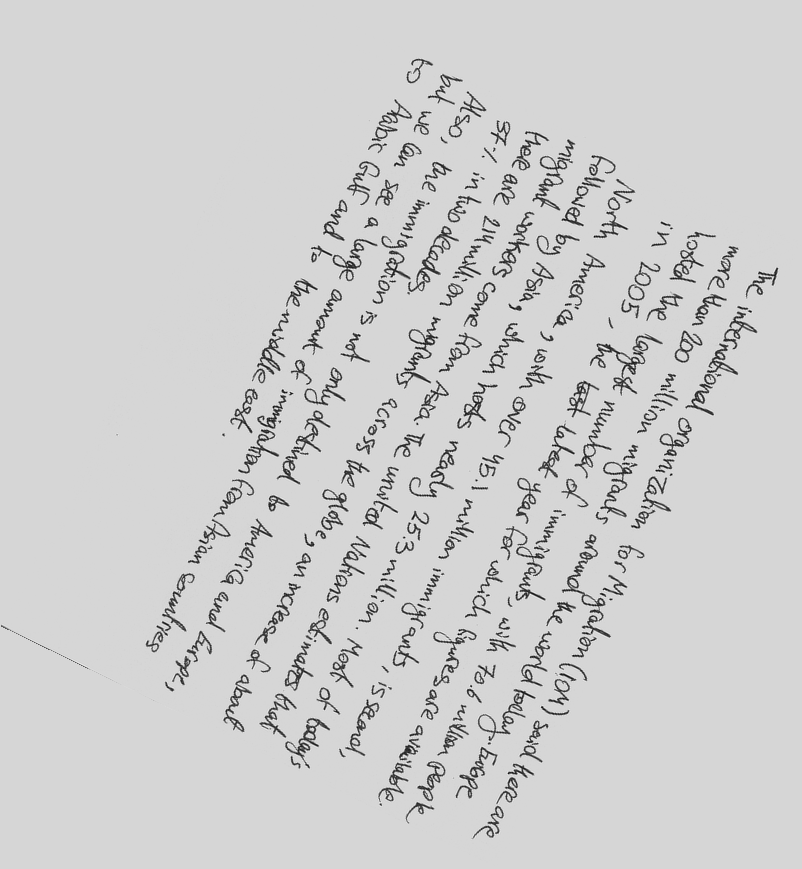 The international organization for Migration (IOM) said there are
more than 200 million migrants around the world today. Europe
hosted the largest number of immigrants, with 70.6 million people
in 2005, the latest year for which figures are available.
North America, with over 45.1 million immigrants, is second,
followed by Asia, which hosts nearly 25.3 million. Most of today's
migrant workers come from Asia. The united Nations estimates that
there are 214 million migrants across the globe, an increase of about
37% in two decades.
Also, the immigration is not only destined to America and Europe,
but we can see a large amount of immigration from Asian Countries
to Arabic Gulf and to the middle east.